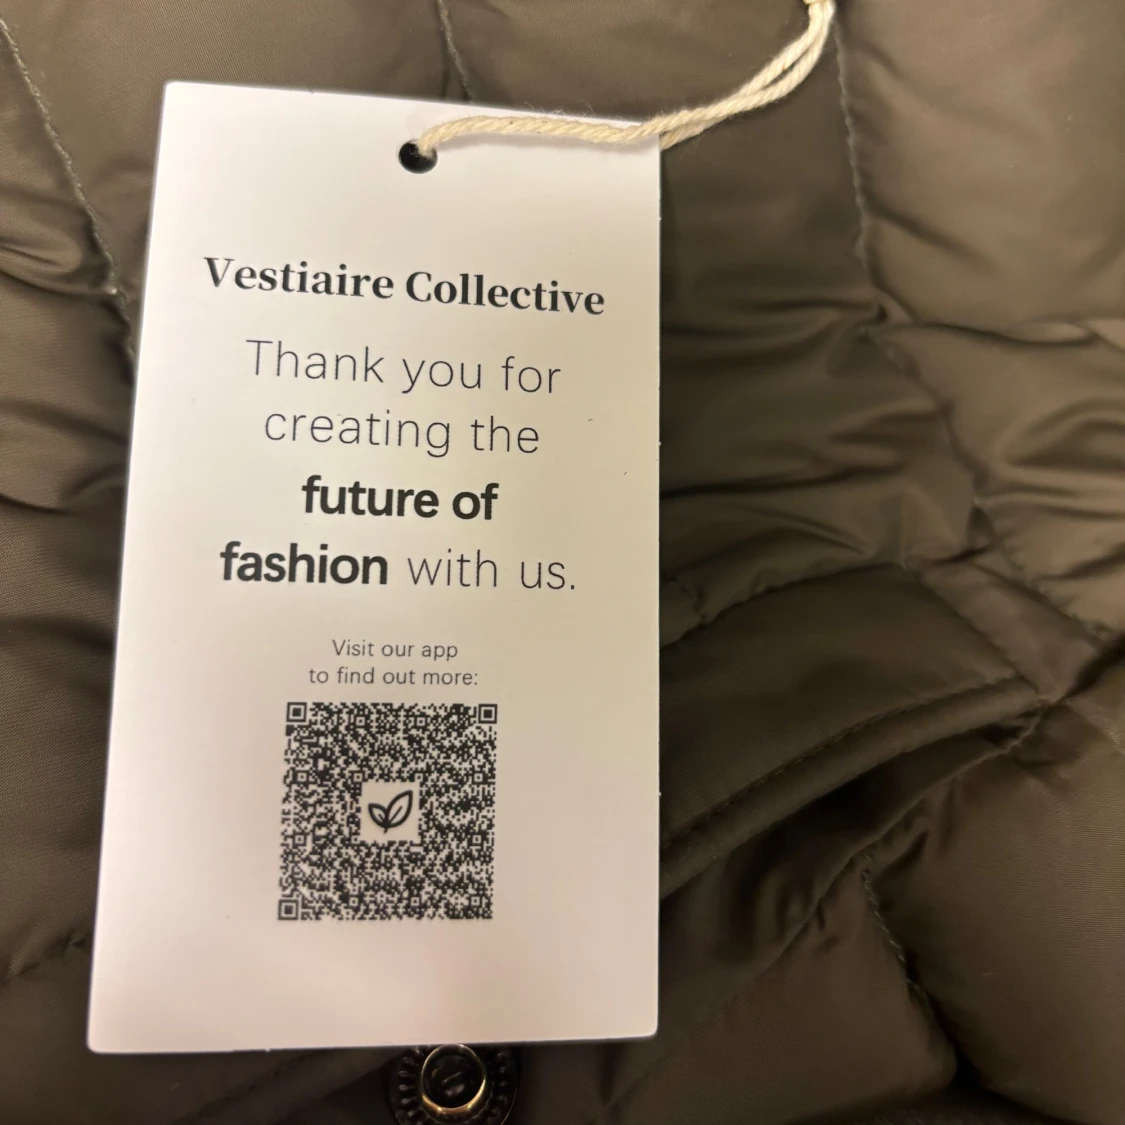 Vestiaire Collective
Thank you for
creating the
future of
fashion with us.
Visit our app
to find out more: